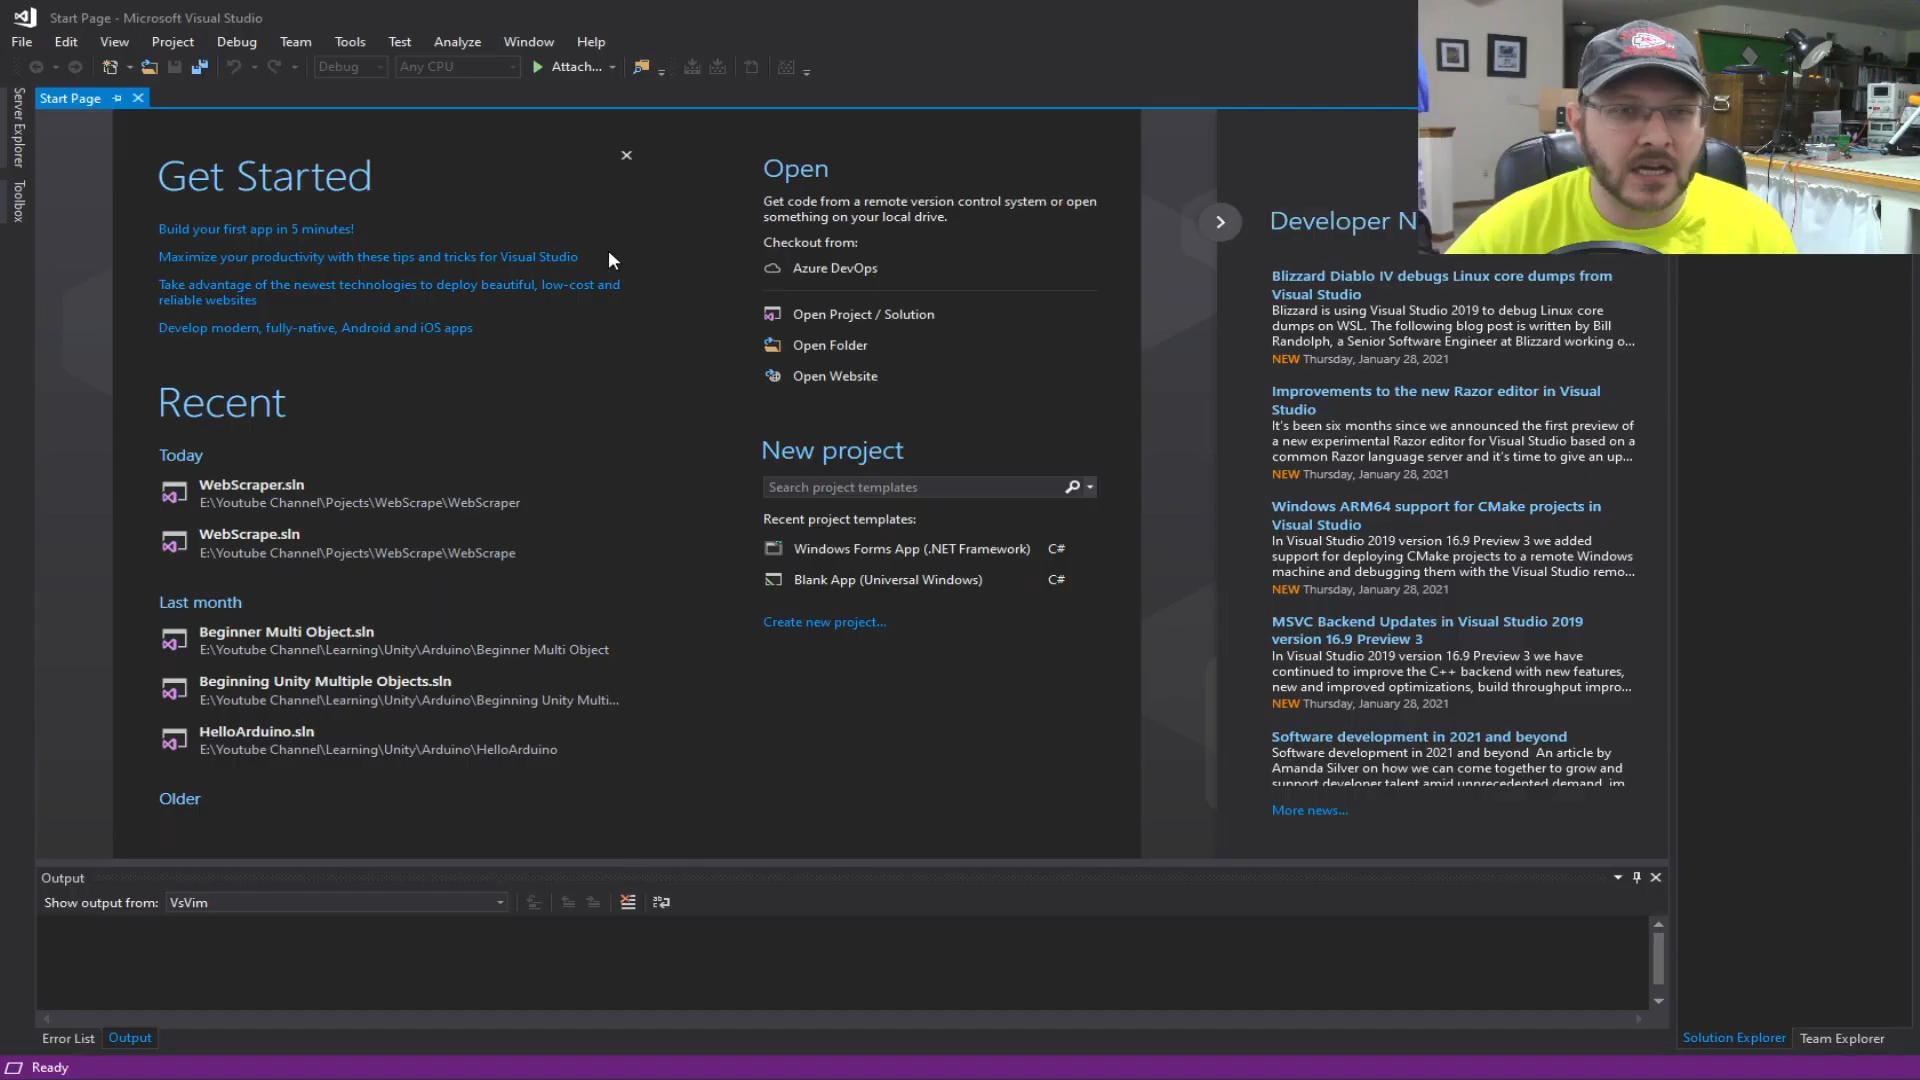 Start Page - Microsoft Visual Studio
File Edit View Project Debug Team Tools Test Analyze Window Help
Debug Any CPU Attach...
Start Page
Server Explorer
Toolbox
Get Started
Build your first app in 5 minutes!
Maximize your productivity with these tips and tricks for Visual Studio
Take advantage of the newest technologies to deploy beautiful, low-cost and
reliable websites
Develop modern, fully-native, Android and iOS apps
Recent
Today
WebScraper.sln
E:\Youtube Channel\Pojects\WebScrape\WebScraper
WebScrape.sln
E:\Youtube Channel\Pojects\WebScrape\WebScrape
Last month
Beginner Multi Object.sln
E:\Youtube Channel\Learning\Unity\Arduino\Beginner Multi Object
Beginning Unity Multiple Objects.sln
E:\Youtube Channel\Learning\Unity\Arduino\Beginning Unity Multi...
HelloArduino.sln
E:\Youtube Channel\Learning\Unity\Arduino\HelloArduino
Older
Open
Get code from a remote version control system or open
something on your local drive.
Checkout from:
Azure DevOps
Open Project / Solution
Open Folder
Open Website
New project
Search project templates
Recent project templates:
Windows Forms App (.NET Framework) C#
Blank App (Universal Windows) C#
Create new project...
Developer N
Blizzard Diablo IV debugs Linux core dumps from
Visual Studio
Blizzard is using Visual Studio 2019 to debug Linux core
dumps on WSL. The following blog post is written by Bill
Randolph, a Senior Software Engineer at Blizzard working o...
NEW Thursday, January 28, 2021
Improvements to the new Razor editor in Visual
Studio
It's been six months since we announced the first preview of
a new experimental Razor editor for Visual Studio based on a
common Razor language server and it's time to give an up...
NEW Thursday, January 28, 2021
Windows ARM64 support for CMake projects in
Visual Studio
In Visual Studio 2019 version 16.9 Preview 3 we added
support for deploying CMake projects to a remote Windows
machine and debugging them with the Visual Studio remo...
NEW Thursday, January 28, 2021
MSVC Backend Updates in Visual Studio 2019
version 16.9 Preview 3
In Visual Studio 2019 version 16.9 Preview 3 we have
continued to improve the C++ backend with new features,
new and improved optimizations, build throughput impro...
NEW Thursday, January 28, 2021
Software development in 2021 and beyond
Software development in 2021 and beyond An article by
Amanda Silver on how we can come together to grow and
support developer talent amid unprecedented demand, im
More news...
Output
Show output from: VsVim
Error List Output
Solution Explorer Team Explorer
Ready